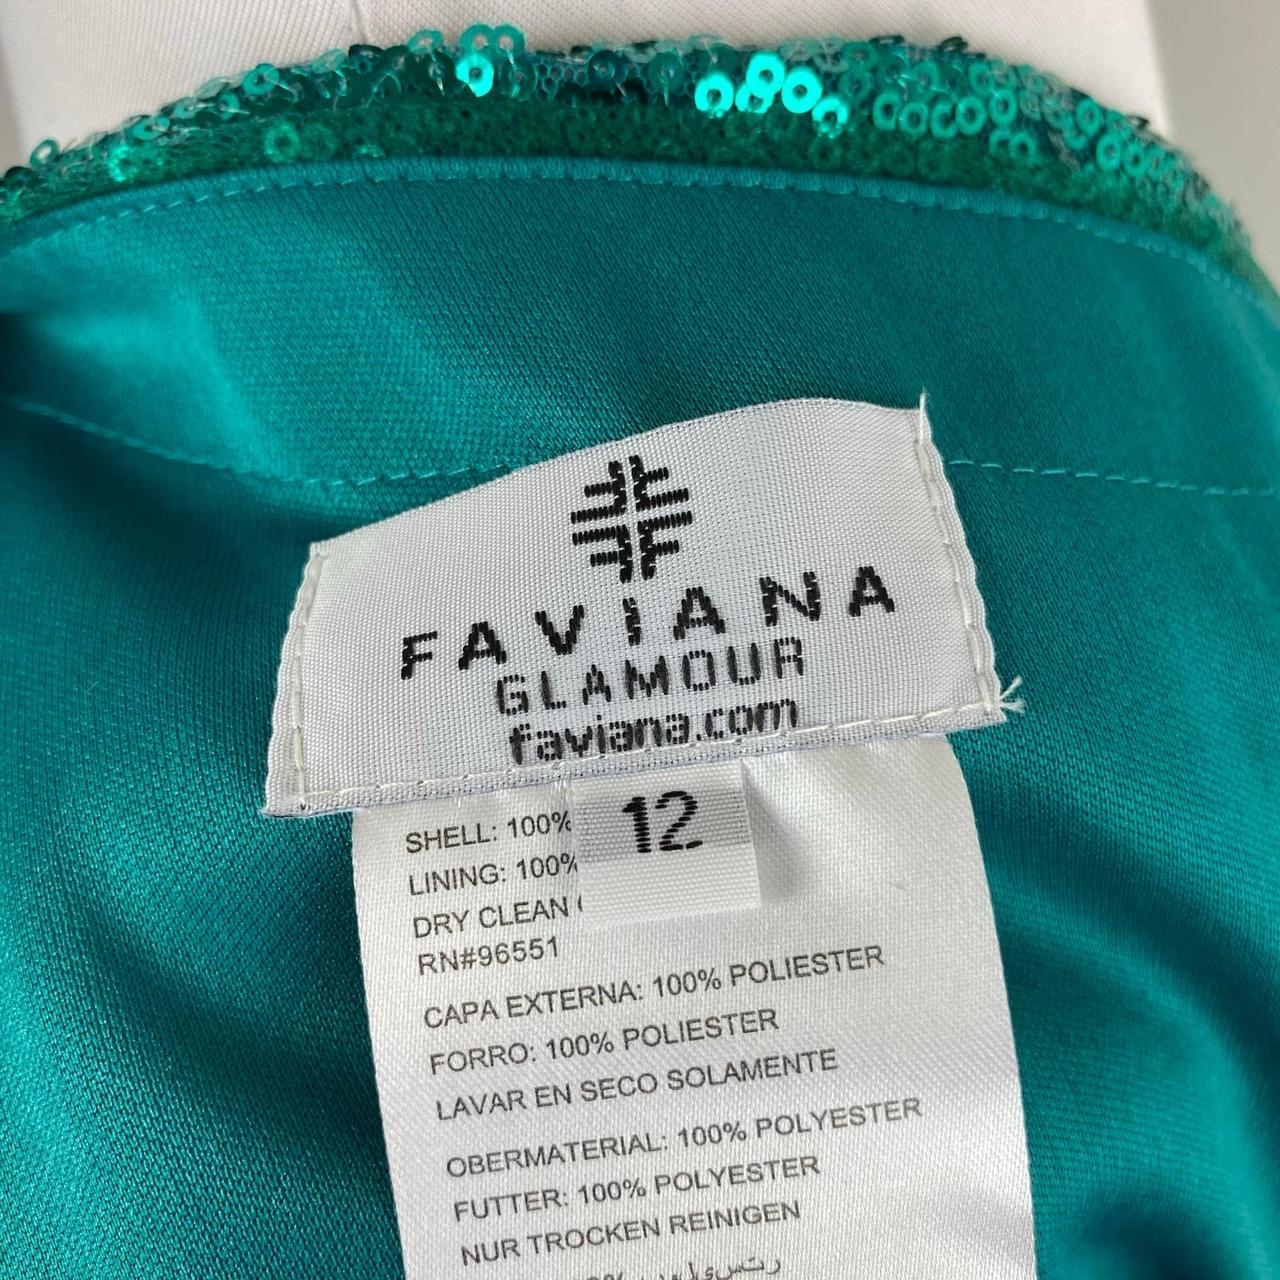 FAVIANA
GLAMOUR
faviana.com
12
SHELL: 100%
LINING: 100%
DRY CLEAN
RN#96551
CAPA EXTERNA: 100% POLIESTER
FORRO: 100% POLIESTER
LAVAR EN SECO SOLAMENTE
OBERMATERIAL: 100% POLYESTER
FUTTER: 100% POLYESTER
NUR TROCKEN REINIGEN